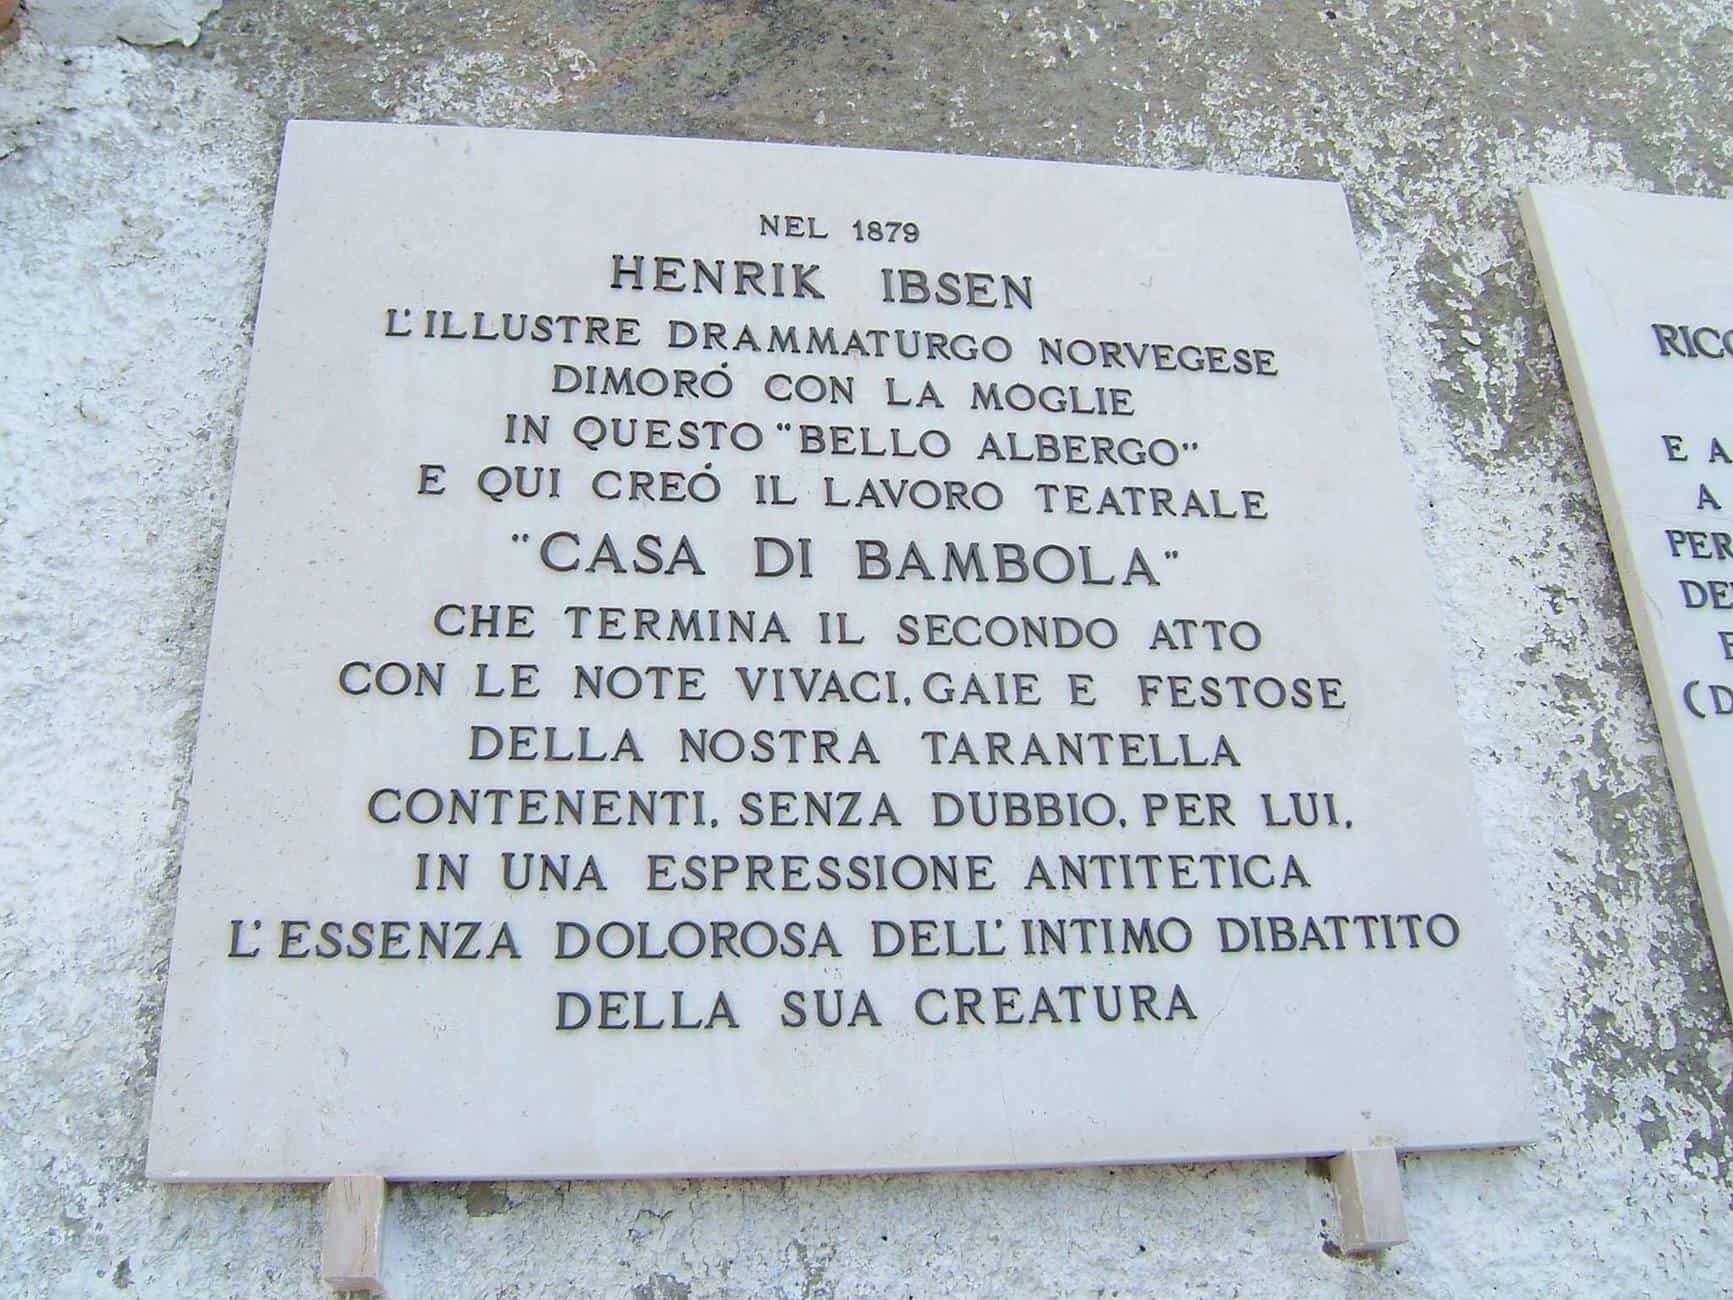 NEL 1879
HENRIK IBSEN
L'ILLUSTRE DRAMMATURGO NORVEGESE
DIMORÓ CON LA MOGLIE
IN QUESTO "BELLO ALBERGO"
E QUI CREÓ IL LAVORO TEATRALE
"CASA DI BAMBOLA"
CHE TERMINA IL SECONDO ATTO
CON LE NOTE VIVACI, GAIE E FESTOSE
DELLA NOSTRA TARANTELLA
CONTENENTI, SENZA DUBBIO, PER LUI,
IN UNA ESPRESSIONE ANTITETICA
L'ESSENZA DOLOROSA DELL'INTIMO DIBATTITO
DELLA SUA CREATURA
E A
A
PER